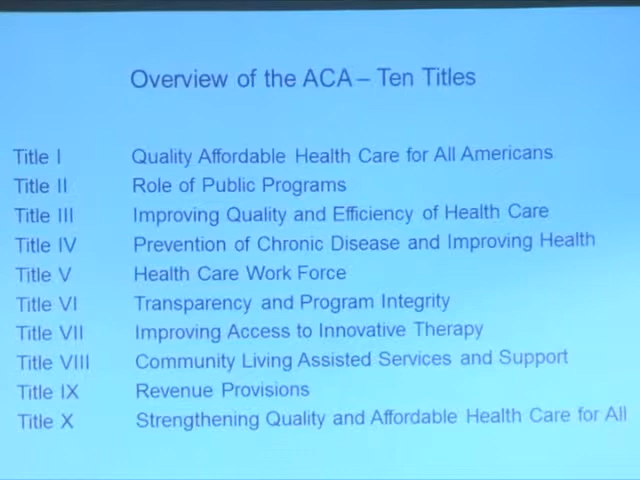 Overview of the ACA – Ten Titles
Title I Quality Affordable Health Care for All Americans
Title II Role of Public Programs
Title III Improving Quality and Efficiency of Health Care
Title IV Prevention of Chronic Disease and Improving Health
Title V Health Care Work Force
Title VI Transparency and Program Integrity
Title VII Improving Access to Innovative Therapy
Title VIII Community Living Assisted Services and Support
Title IX Revenue Provisions
Title X Strengthening Quality and Affordable Health Care for All